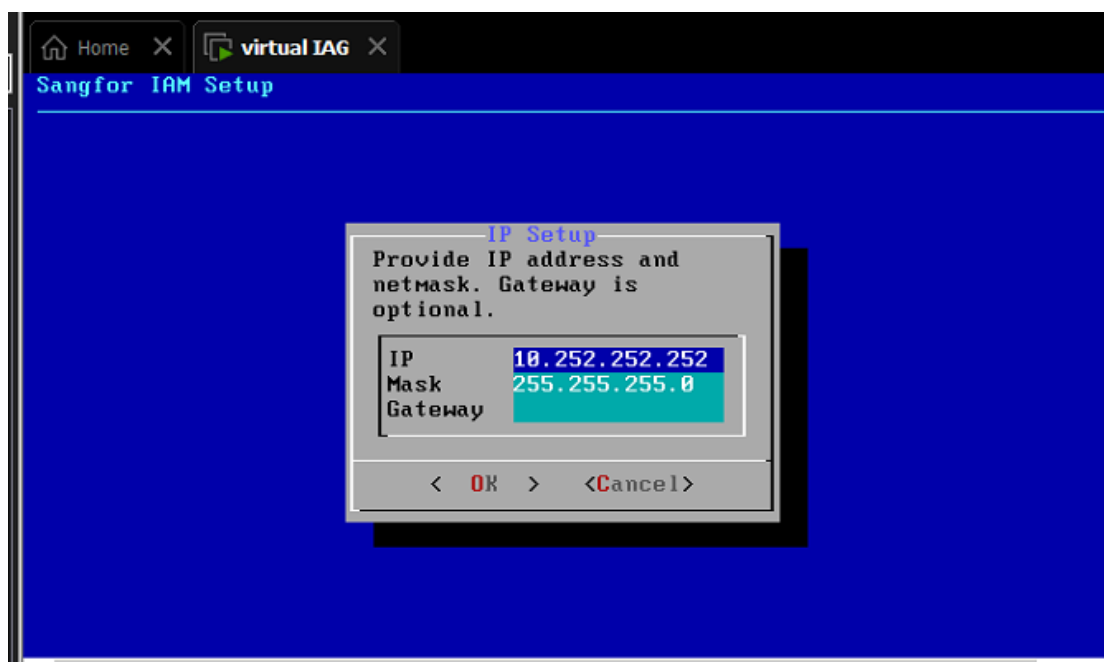 Home
virtual IAG
Sangfor IAM Setup
IP Setup
Provide IP address and
netmask. Gateway is
optional.
IP 10.252.252.252
Mask 255.255.255.0
Gateway
< OK > <Cancel>